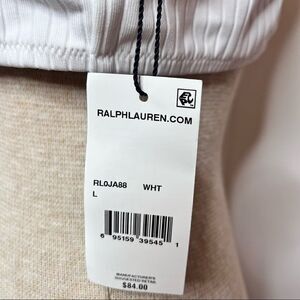 RALPHLAUREN.COM
RL0JA88 WHT
L
6 95159 39545 1
MANUFACTURER'S
SUGGESTED RETAIL
$84.00